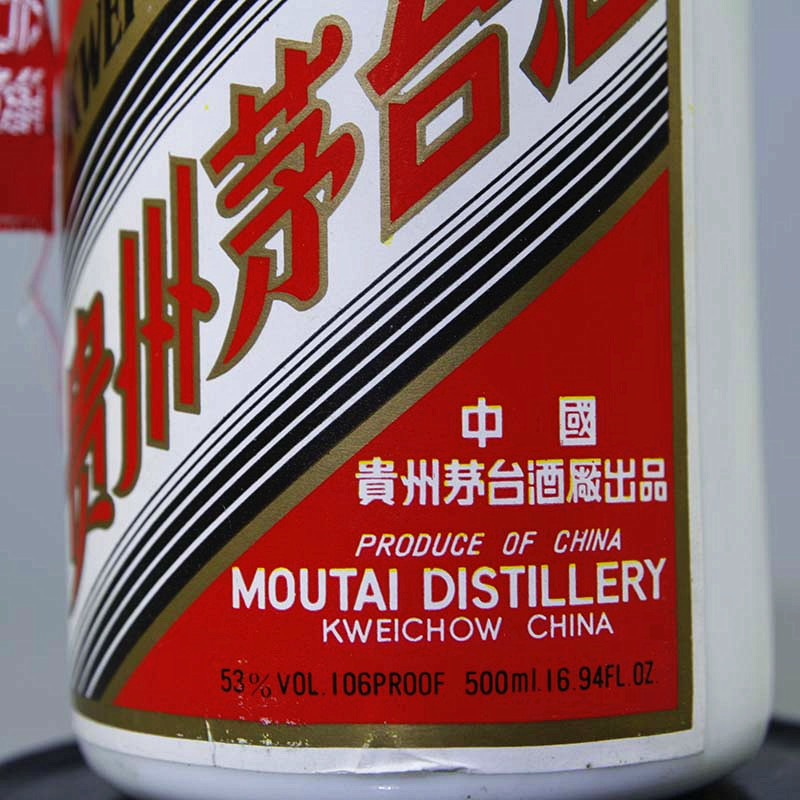 貴州茅台酒
中國
貴州茅台酒廠出品
PRODUCE OF CHINA
MOUTAI DISTILLERY
KWEICHOW CHINA
53% VOL. 106PROOF 500ml. 16.94FL.OZ.